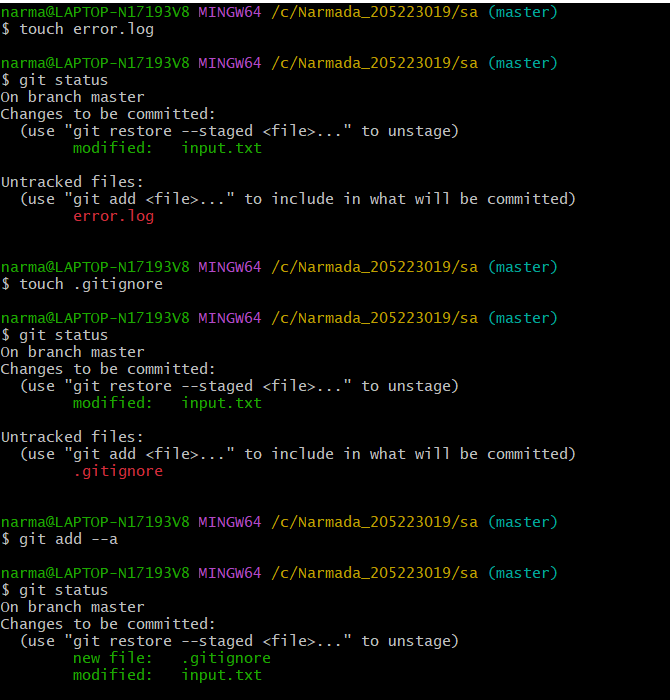 narma@LAPTOP-N17193V8 MINGW64 /c/Narmada_205223019/sa (master)
$ touch error.log
narma@LAPTOP-N17193V8 MINGW64 /c/Narmada_205223019/sa (master)
$ git status
On branch master
Changes to be committed:
  (use "git restore --staged <file>..." to unstage)
        modified:   input.txt
Untracked files:
  (use "git add <file>..." to include in what will be committed)
        error.log
narma@LAPTOP-N17193V8 MINGW64 /c/Narmada_205223019/sa (master)
$ touch .gitignore
narma@LAPTOP-N17193V8 MINGW64 /c/Narmada_205223019/sa (master)
$ git status
On branch master
Changes to be committed:
  (use "git restore --staged <file>..." to unstage)
        modified:   input.txt
Untracked files:
  (use "git add <file>..." to include in what will be committed)
        .gitignore
narma@LAPTOP-N17193V8 MINGW64 /c/Narmada_205223019/sa (master)
$ git add --a
narma@LAPTOP-N17193V8 MINGW64 /c/Narmada_205223019/sa (master)
$ git status
On branch master
Changes to be committed:
  (use "git restore --staged <file>..." to unstage)
        new file:   .gitignore
        modified:   input.txt